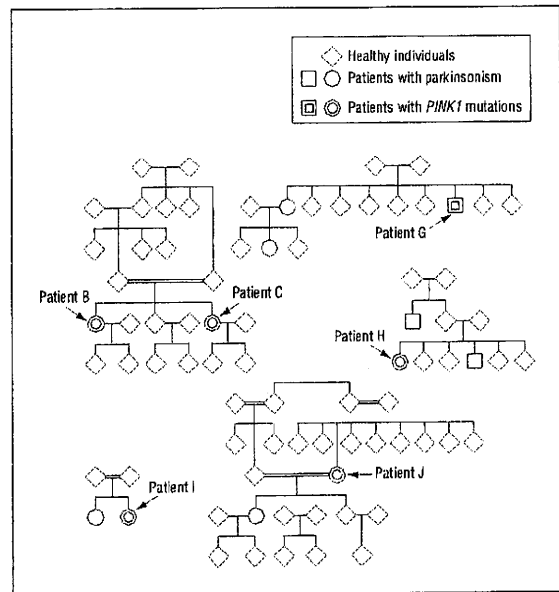 Healthy individuals
Patients with parkinsonism
Patients with PINK1 mutations
Patient G
Patient B
Patient C
Patient H
Patient I
Patient J